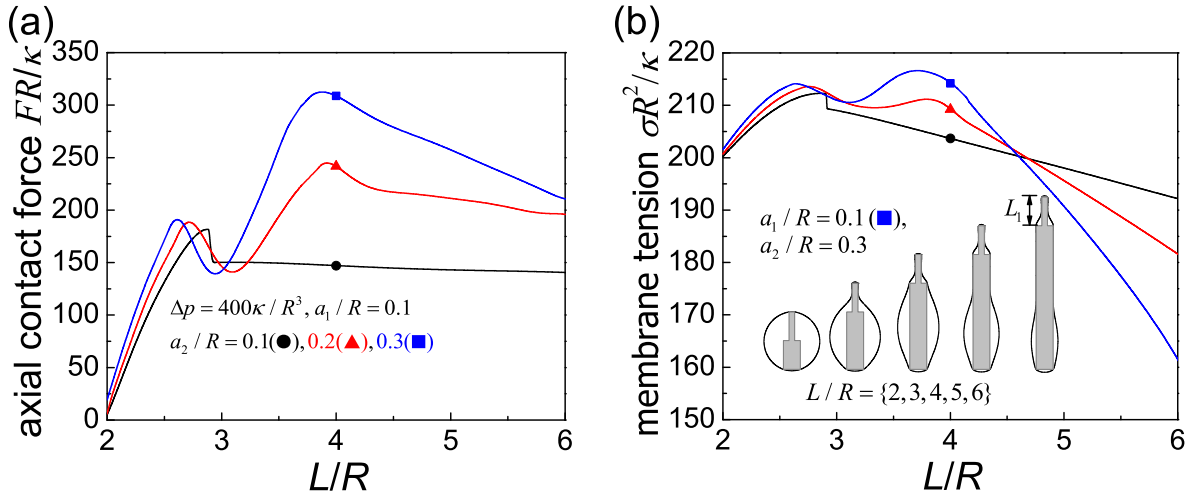 (a)
axial contact force FR/κ
350
300
250
200
150
100
50
0
Δp = 400κ / R³, a₁ / R = 0.1
a₂ / R = 0.1(●), 0.2(▲), 0.3(■)
2 3 4 5 6
L/R
(b)
membrane tension σR²/κ
220
210
200
190
180
170
160
150
L₁
a₁ / R = 0.1 (■),
a₂ / R = 0.3
L / R = {2, 3, 4, 5, 6}
2 3 4 5 6
L/R